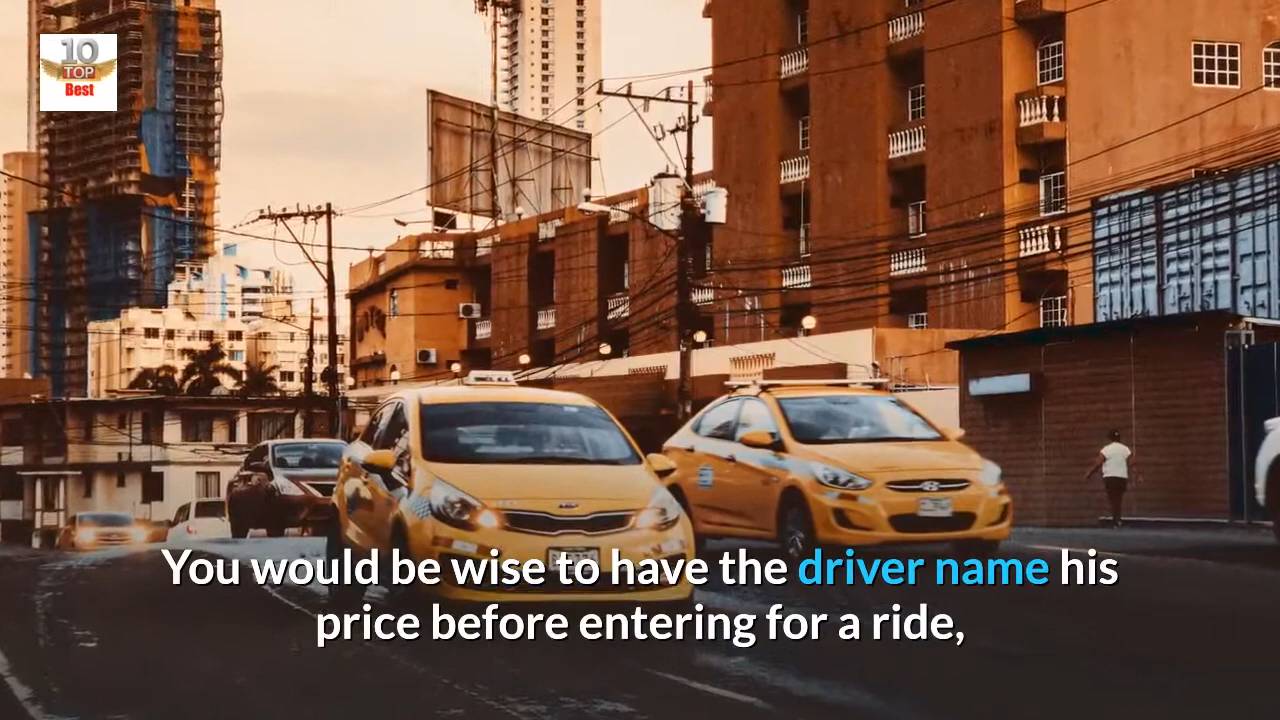 10
TOP
Best
You would be wise to have the driver name his
price before entering for a ride,